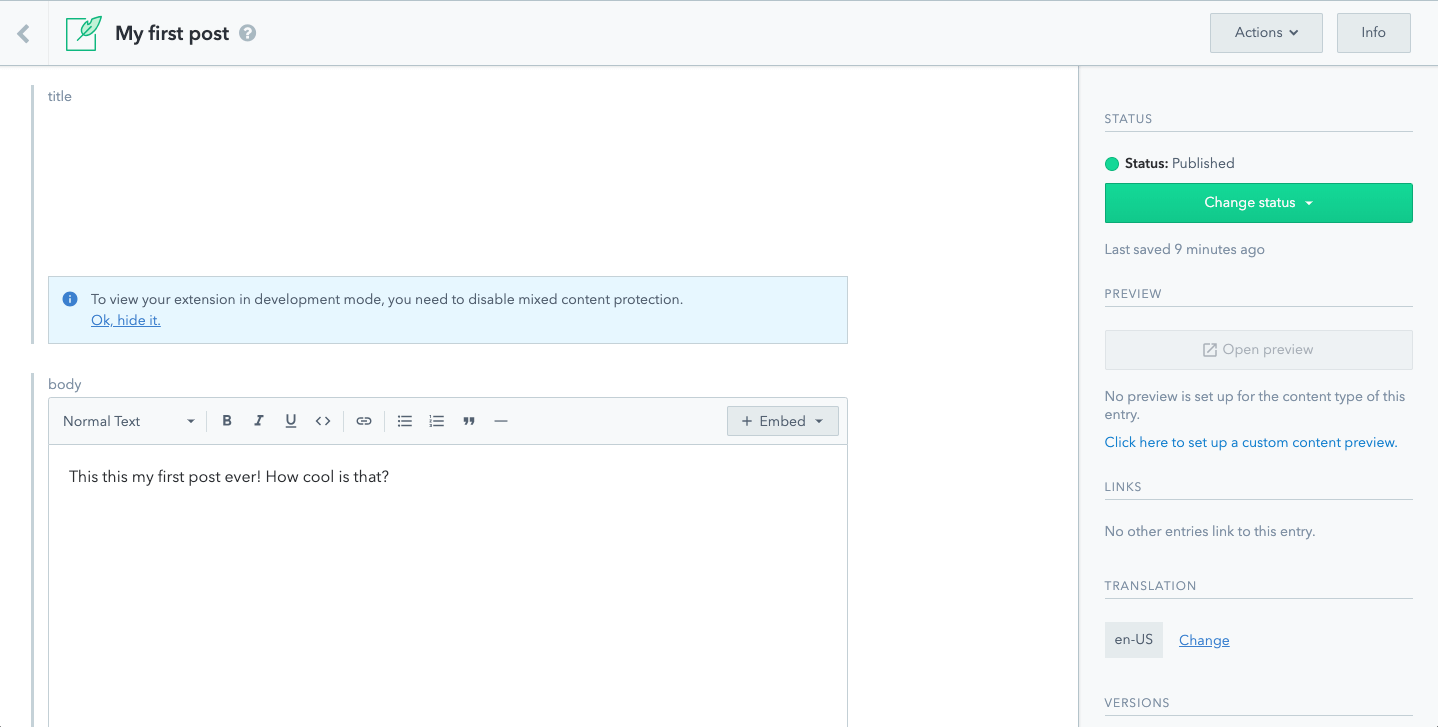 My first post ?
Actions
Info
title
To view your extension in development mode, you need to disable mixed content protection.
Ok, hide it.
body
Normal Text B I U <> + Embed
This this my first post ever! How cool is that?
STATUS
Status: Published
Change status
Last saved 9 minutes ago
PREVIEW
Open preview
No preview is set up for the content type of this
entry.
Click here to set up a custom content preview.
LINKS
No other entries link to this entry.
TRANSLATION
en-US Change
VERSIONS